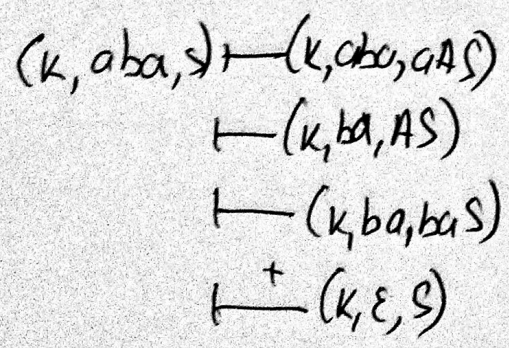 (K, aba, S) ⊢ (K, aba, aAS)
⊢ (K, ba, AS)
⊢ (K, ba, baS)
⊢⁺ (K, ε, S)